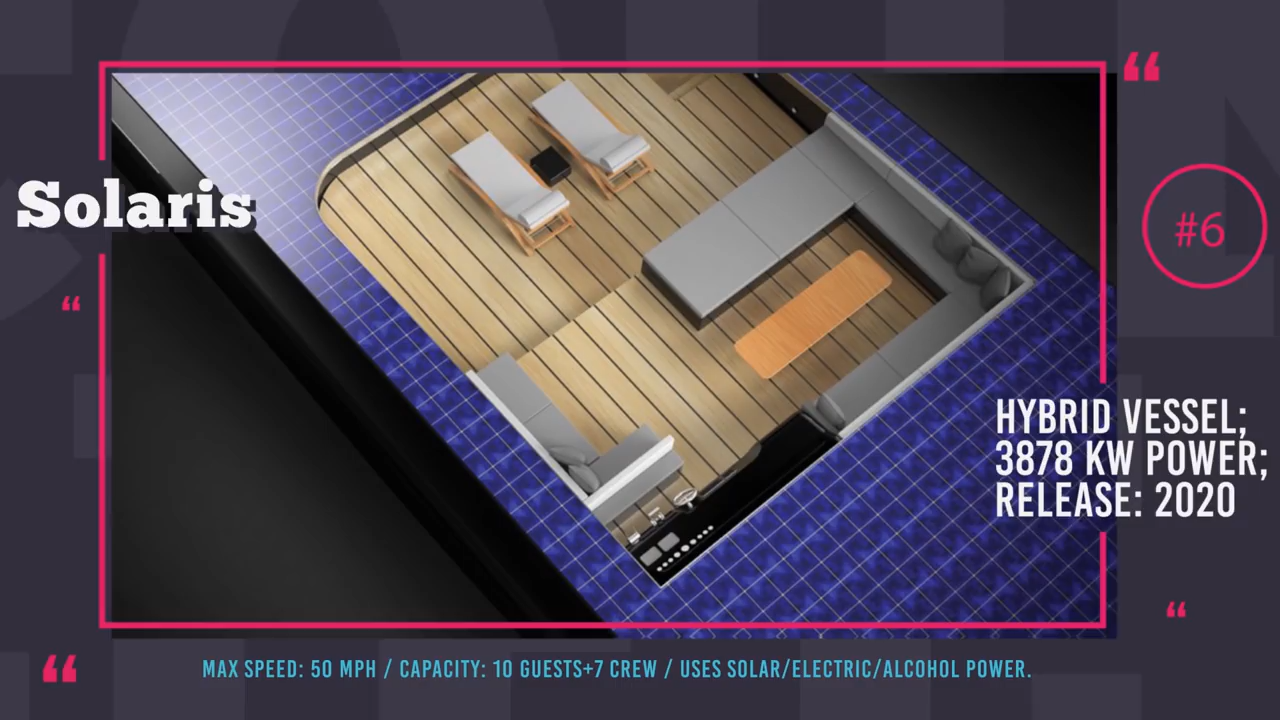 Solaris
#6
HYBRID VESSEL;
3878 KW POWER;
RELEASE: 2020
MAX SPEED: 50 MPH / CAPACITY: 10 GUESTS+7 CREW / USES SOLAR/ELECTRIC/ALCOHOL POWER.